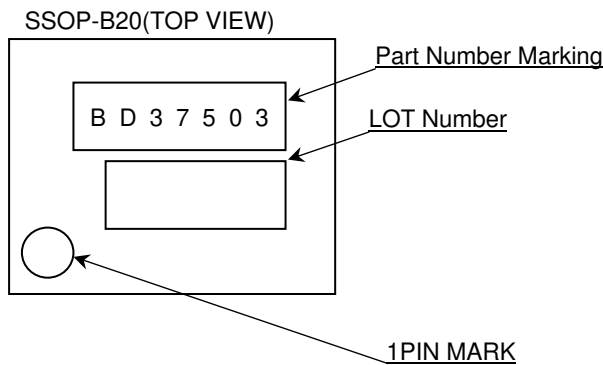 SSOP-B20(TOP VIEW)
Part Number Marking
B D 3 7 5 0 3
LOT Number
1PIN MARK